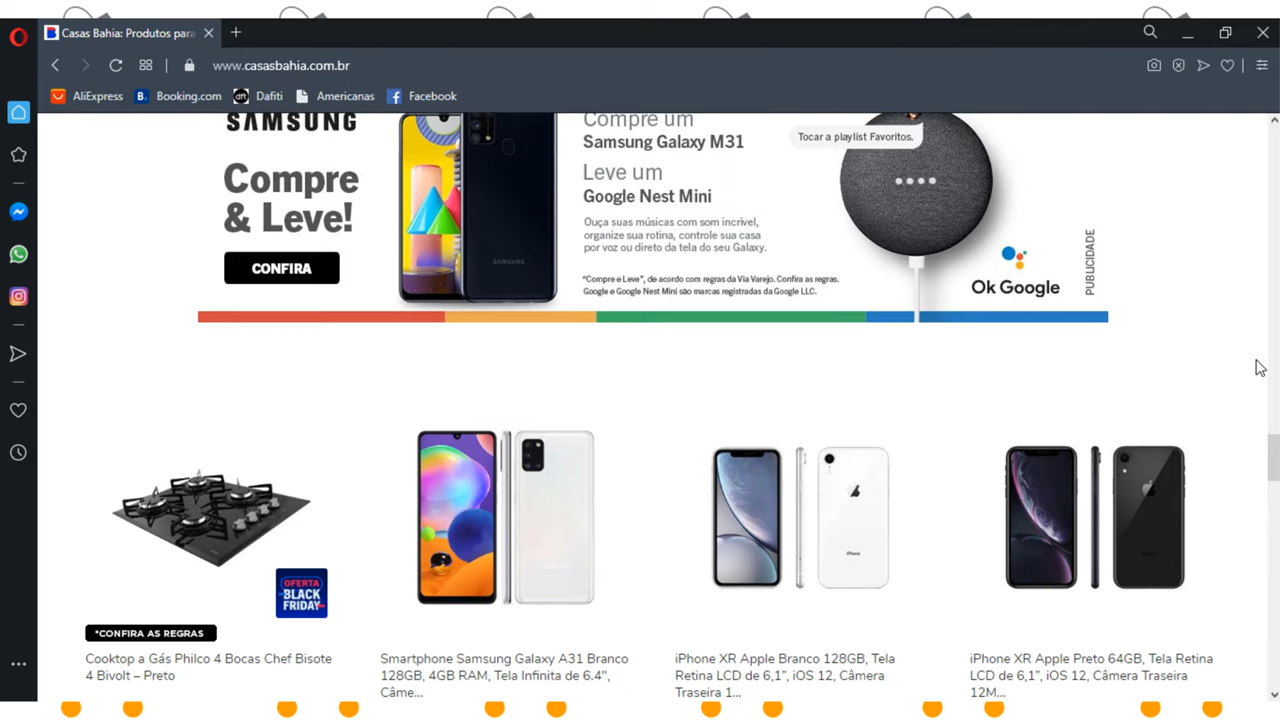 Casas Bahia: Produtos para
www.casasbahia.com.br
AliExpress
B. Booking.com
dft Dafiti
Americanas
Facebook
SAMSUNG
Compre
& Leve!
CONFIRA
SAMSUNG
Compre um
Samsung Galaxy M31
Leve um
Google Nest Mini
Ouça suas músicas com som incrível,
organize sua rotina, controle sua casa
por voz ou direto da tela do seu Galaxy.
"Compre e Leve", de acordo com regras da Via Varejo. Confira as regras.
Google e Google Nest Mini são marcas registradas da Google LLC.
Tocar a playlist Favoritos.
Ok Google
PUBLICIDADE
OFERTA
BLACK
FRIDAY
*CONFIRA AS REGRAS
Cooktop a Gás Philco 4 Bocas Chef Bisote
4 Bivolt – Preto
Smartphone Samsung Galaxy A31 Branco
128GB, 4GB RAM, Tela Infinita de 6.4",
Câme...
iPhone
iPhone XR Apple Branco 128GB, Tela
Retina LCD de 6,1”, iOS 12, Câmera
Traseira 1...
iPhone XR Apple Preto 64GB, Tela Retina
LCD de 6,1”, iOS 12, Câmera Traseira
12M...